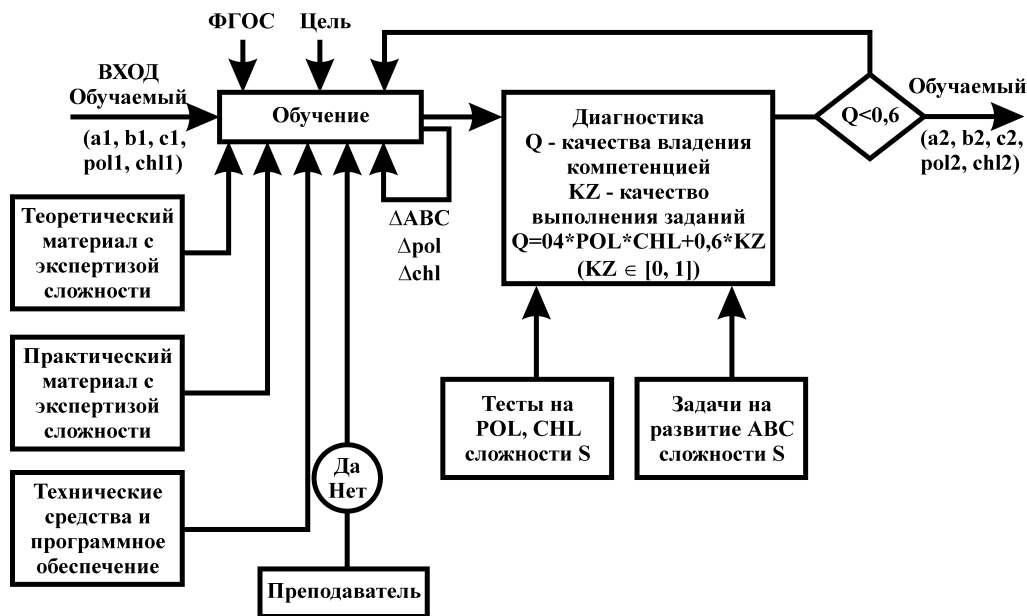 ФГОС
Цель
ВХОД
Обучаемый
(a1, b1, c1,
pol1, chl1)
Обучение
ΔABC
Δpol
Δchl
Диагностика
Q - качества владения
компетенцией
KZ - качество
выполнения заданий
Q=04*POL*CHL+0,6*KZ
(KZ ∈ [0, 1])
Q<0,6
Обучаемый
(a2, b2, c2,
pol2, chl2)
Теоретический
материал с
экспертизой
сложности
Практический
материал с
экспертизой
сложности
Технические
средства и
программное
обеспечение
Да
Нет
Преподаватель
Тесты на
POL, CHL
сложности S
Задачи на
развитие ABC
сложности S